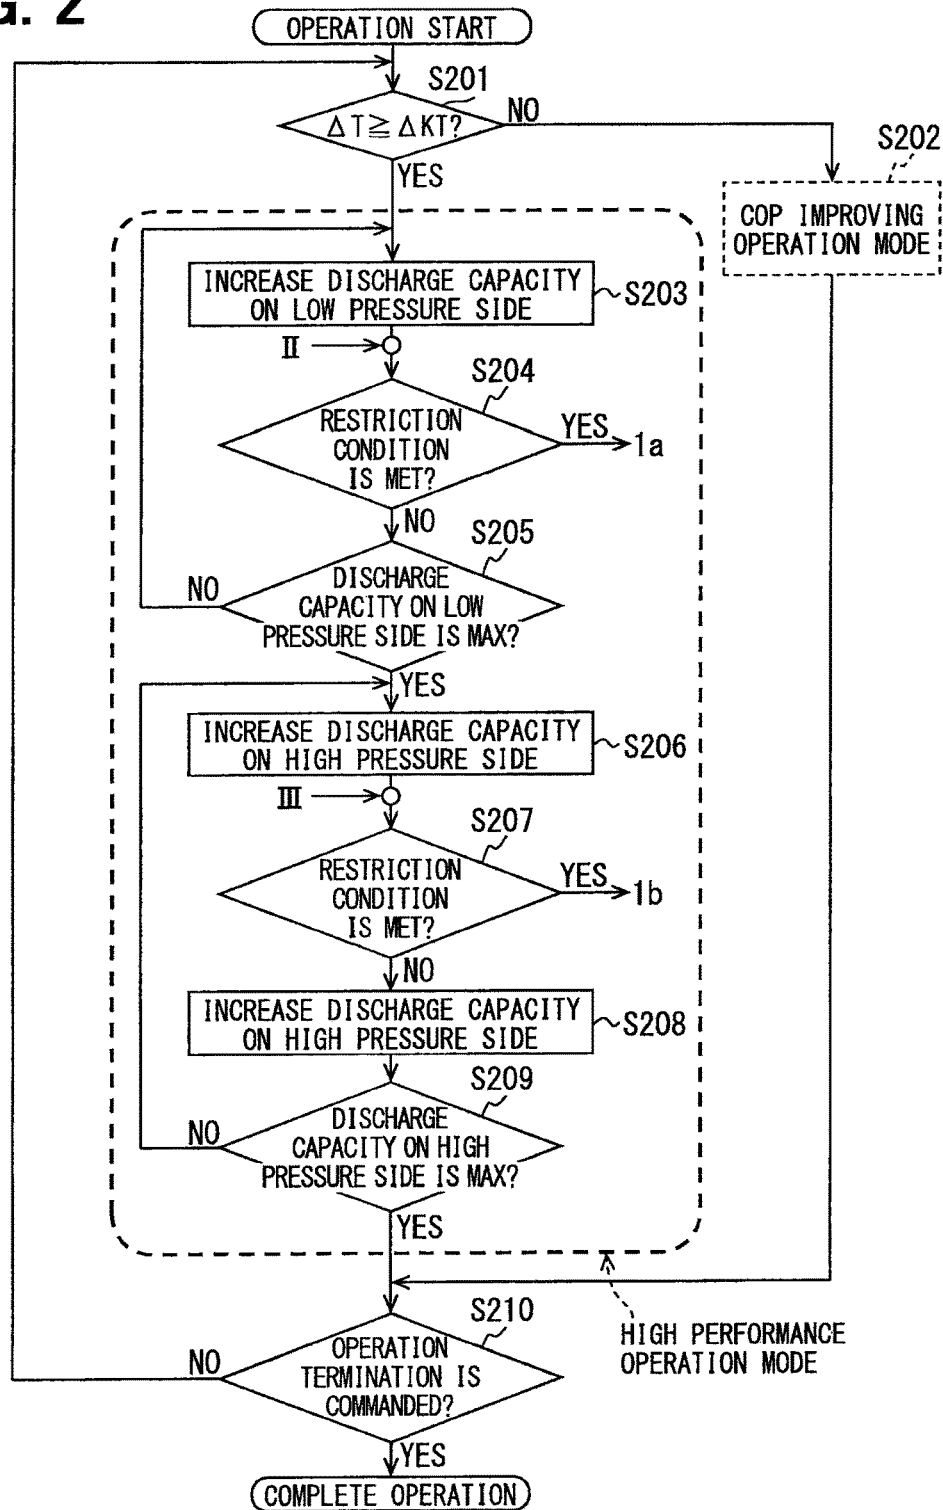 G. 2
OPERATION START
S201
ΔT≧ΔKT?
NO
YES
S202
COP IMPROVING
OPERATION MODE
INCREASE DISCHARGE CAPACITY
ON LOW PRESSURE SIDE
S203
II
S204
RESTRICTION
CONDITION
IS MET?
YES
1a
NO
S205
DISCHARGE
CAPACITY ON LOW
PRESSURE SIDE IS MAX?
NO
YES
INCREASE DISCHARGE CAPACITY
ON HIGH PRESSURE SIDE
S206
III
S207
RESTRICTION
CONDITION
IS MET?
YES
1b
NO
INCREASE DISCHARGE CAPACITY
ON HIGH PRESSURE SIDE
S208
S209
DISCHARGE
CAPACITY ON HIGH
PRESSURE SIDE IS MAX?
NO
YES
HIGH PERFORMANCE
OPERATION MODE
S210
OPERATION
TERMINATION IS
COMMANDED?
NO
YES
COMPLETE OPERATION